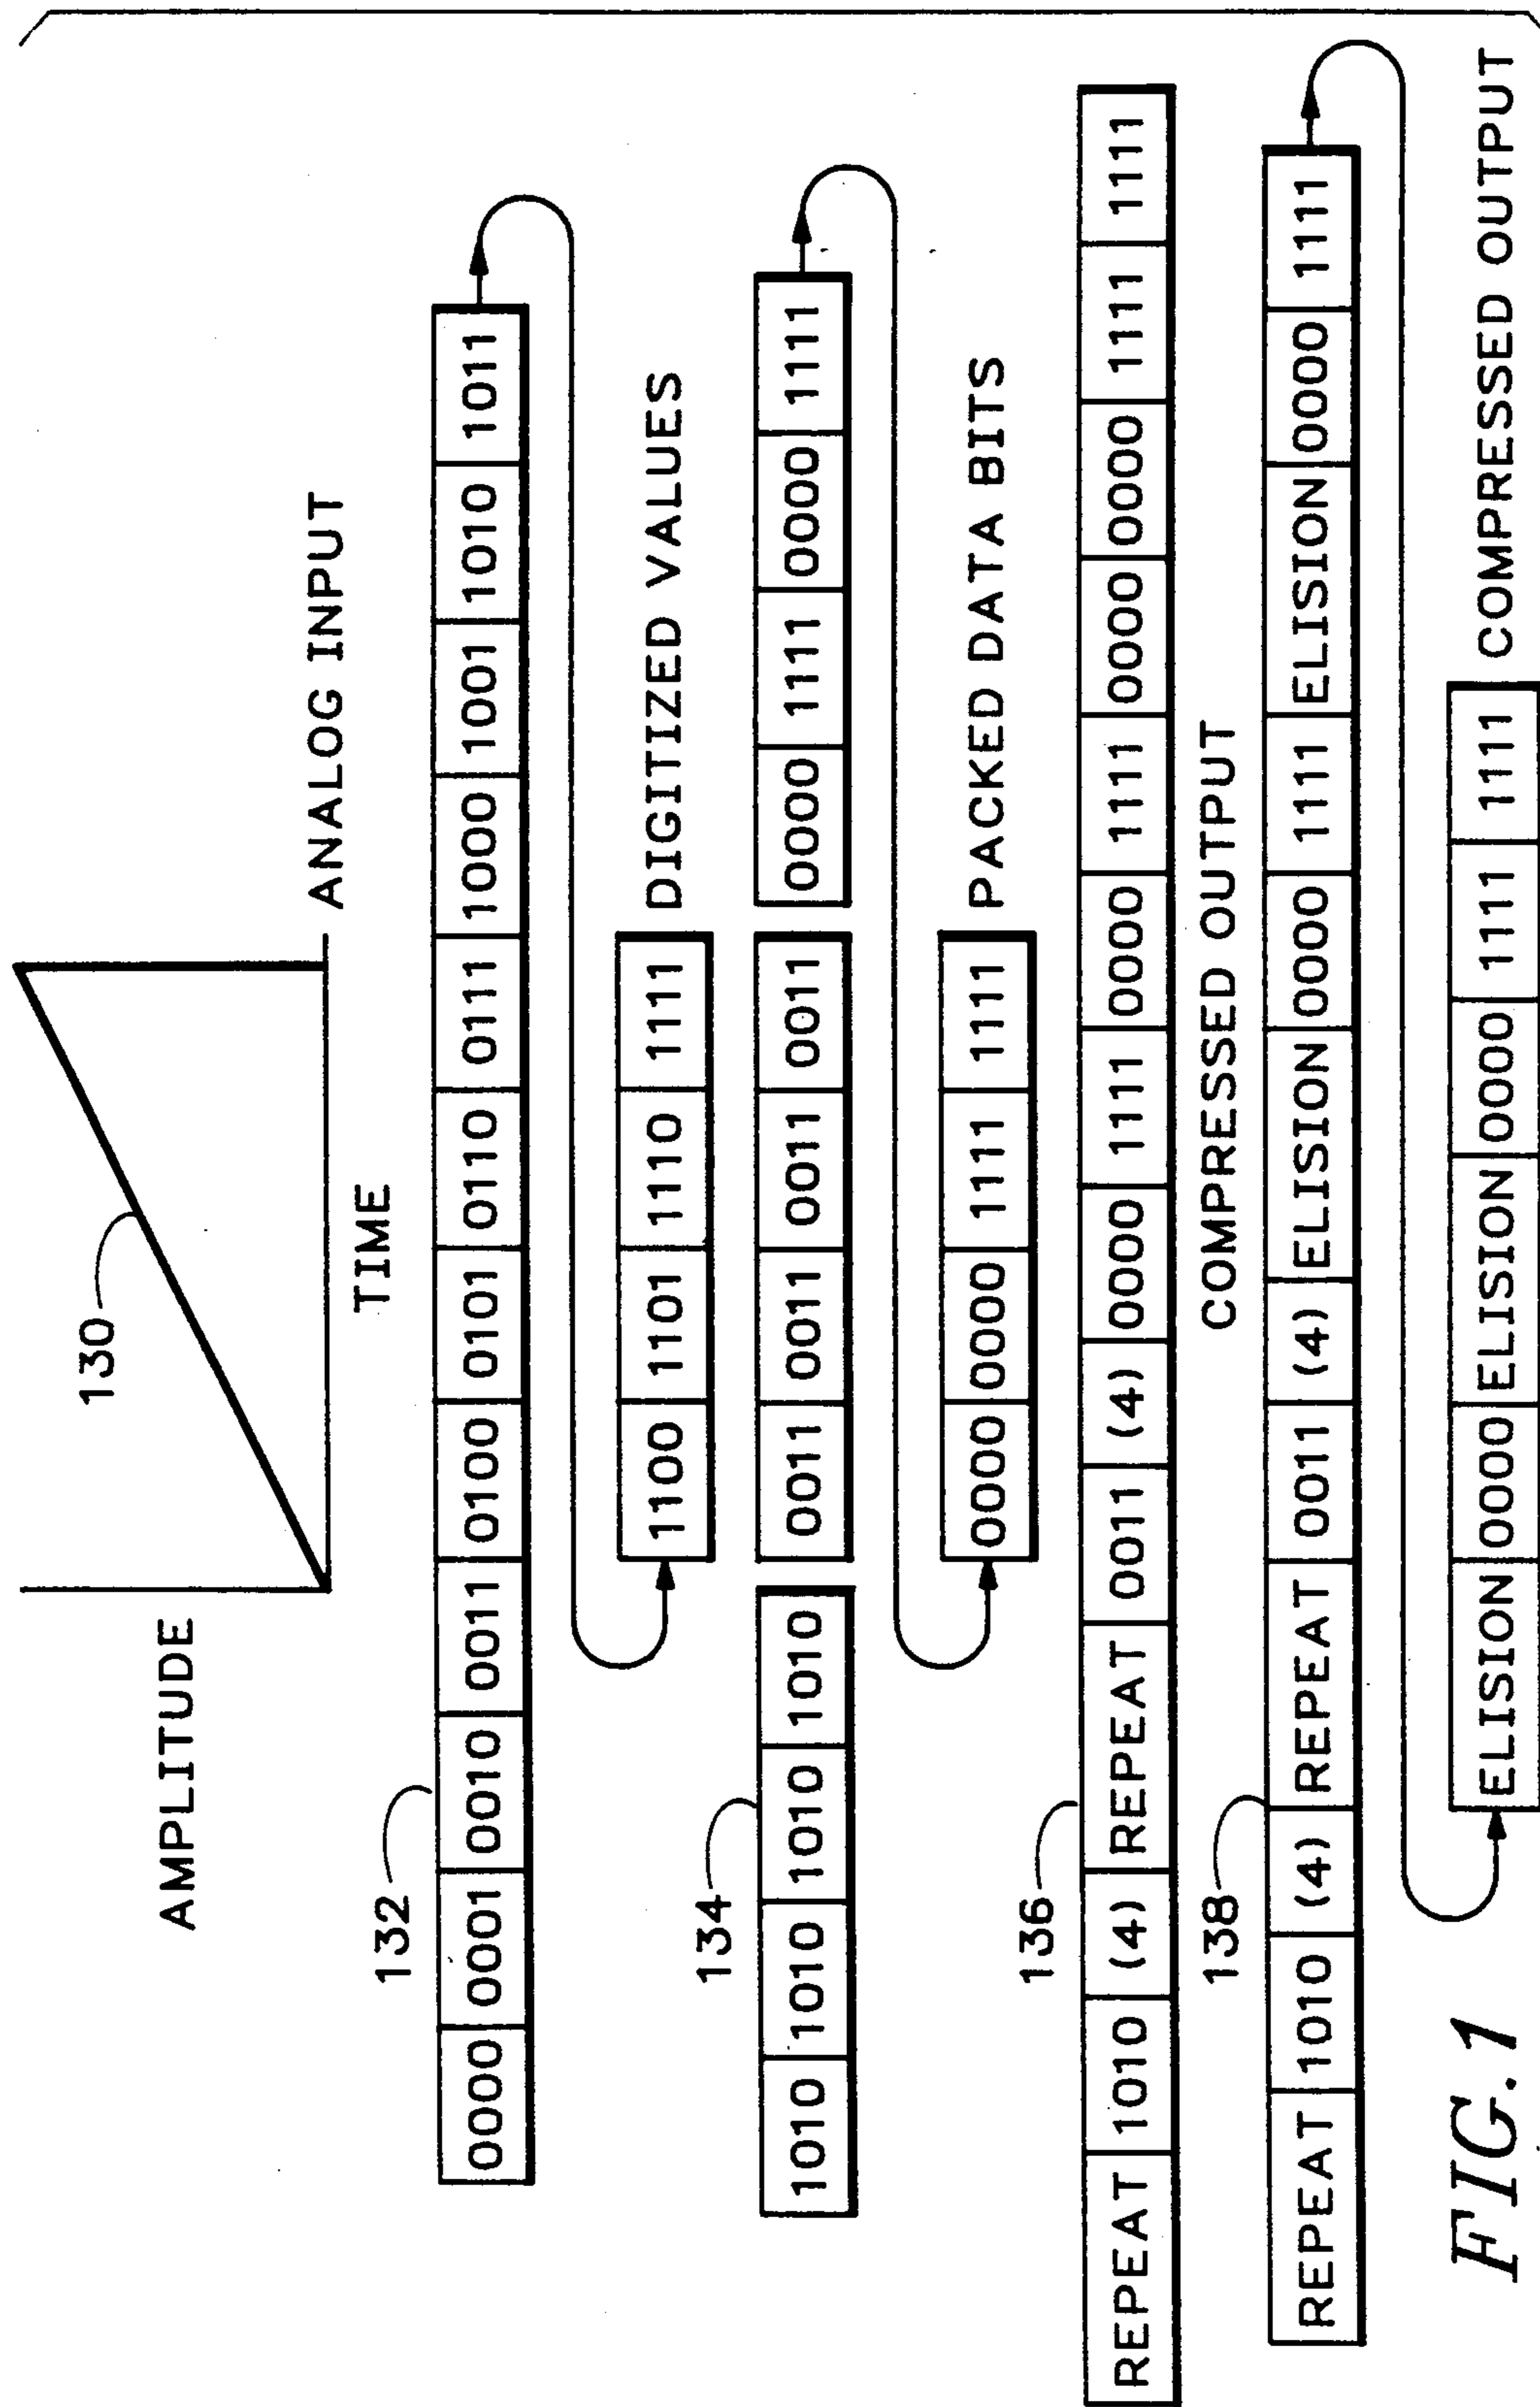 130
AMPLITUDE
ANALOG INPUT
TIME
132
0000 0001 0010 0011 0100 0101 0110 0111 1000 1001 1010 1011
1100 1101 1110 1111 DIGITIZED VALUES
134
1010 1010 1010 1010 0011 0011 0011 0011 0000 1111 0000 1111
0000 0000 1111 1111 PACKED DATA BITS
136
REPEAT 1010 (4) REPEAT 0011 (4) 0000 1111 0000 1111 0000 0000 1111 1111
COMPRESSED OUTPUT
138
REPEAT 1010 (4) REPEAT 0011 (4) ELISION 0000 1111 ELISION 0000 1111
ELISION 0000 ELISION 0000 1111 1111 COMPRESSED OUTPUT
FIG.1